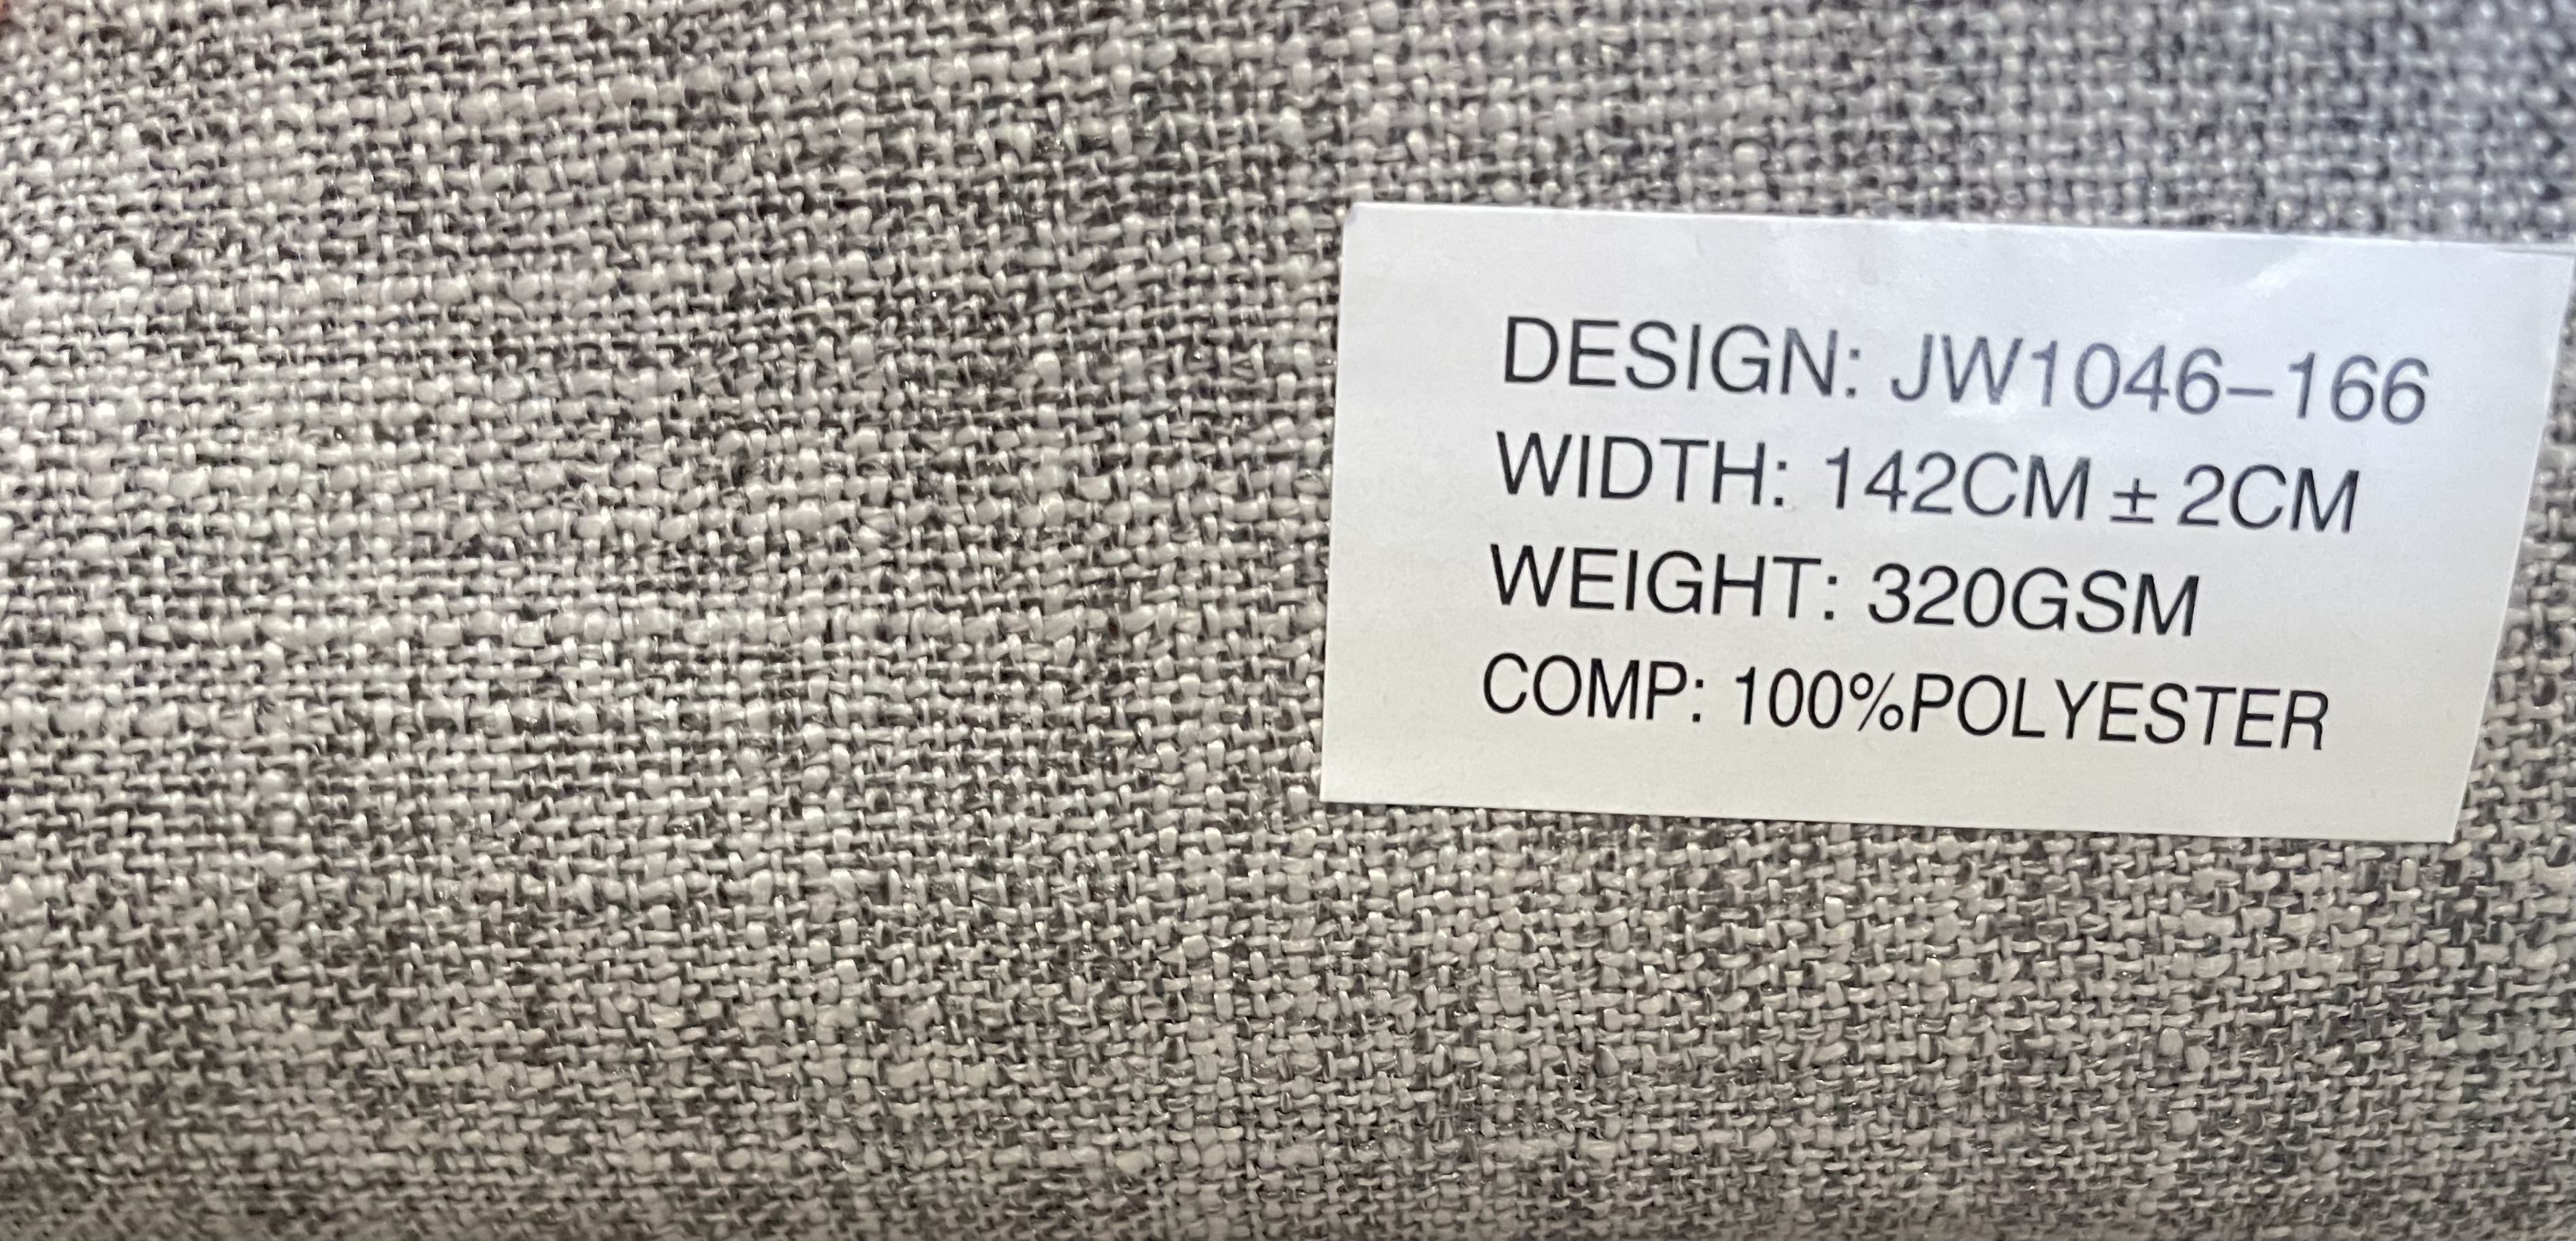 DESIGN: JW1046-166
WIDTH: 142CM ± 2CM
WEIGHT: 320GSM
COMP: 100%POLYESTER